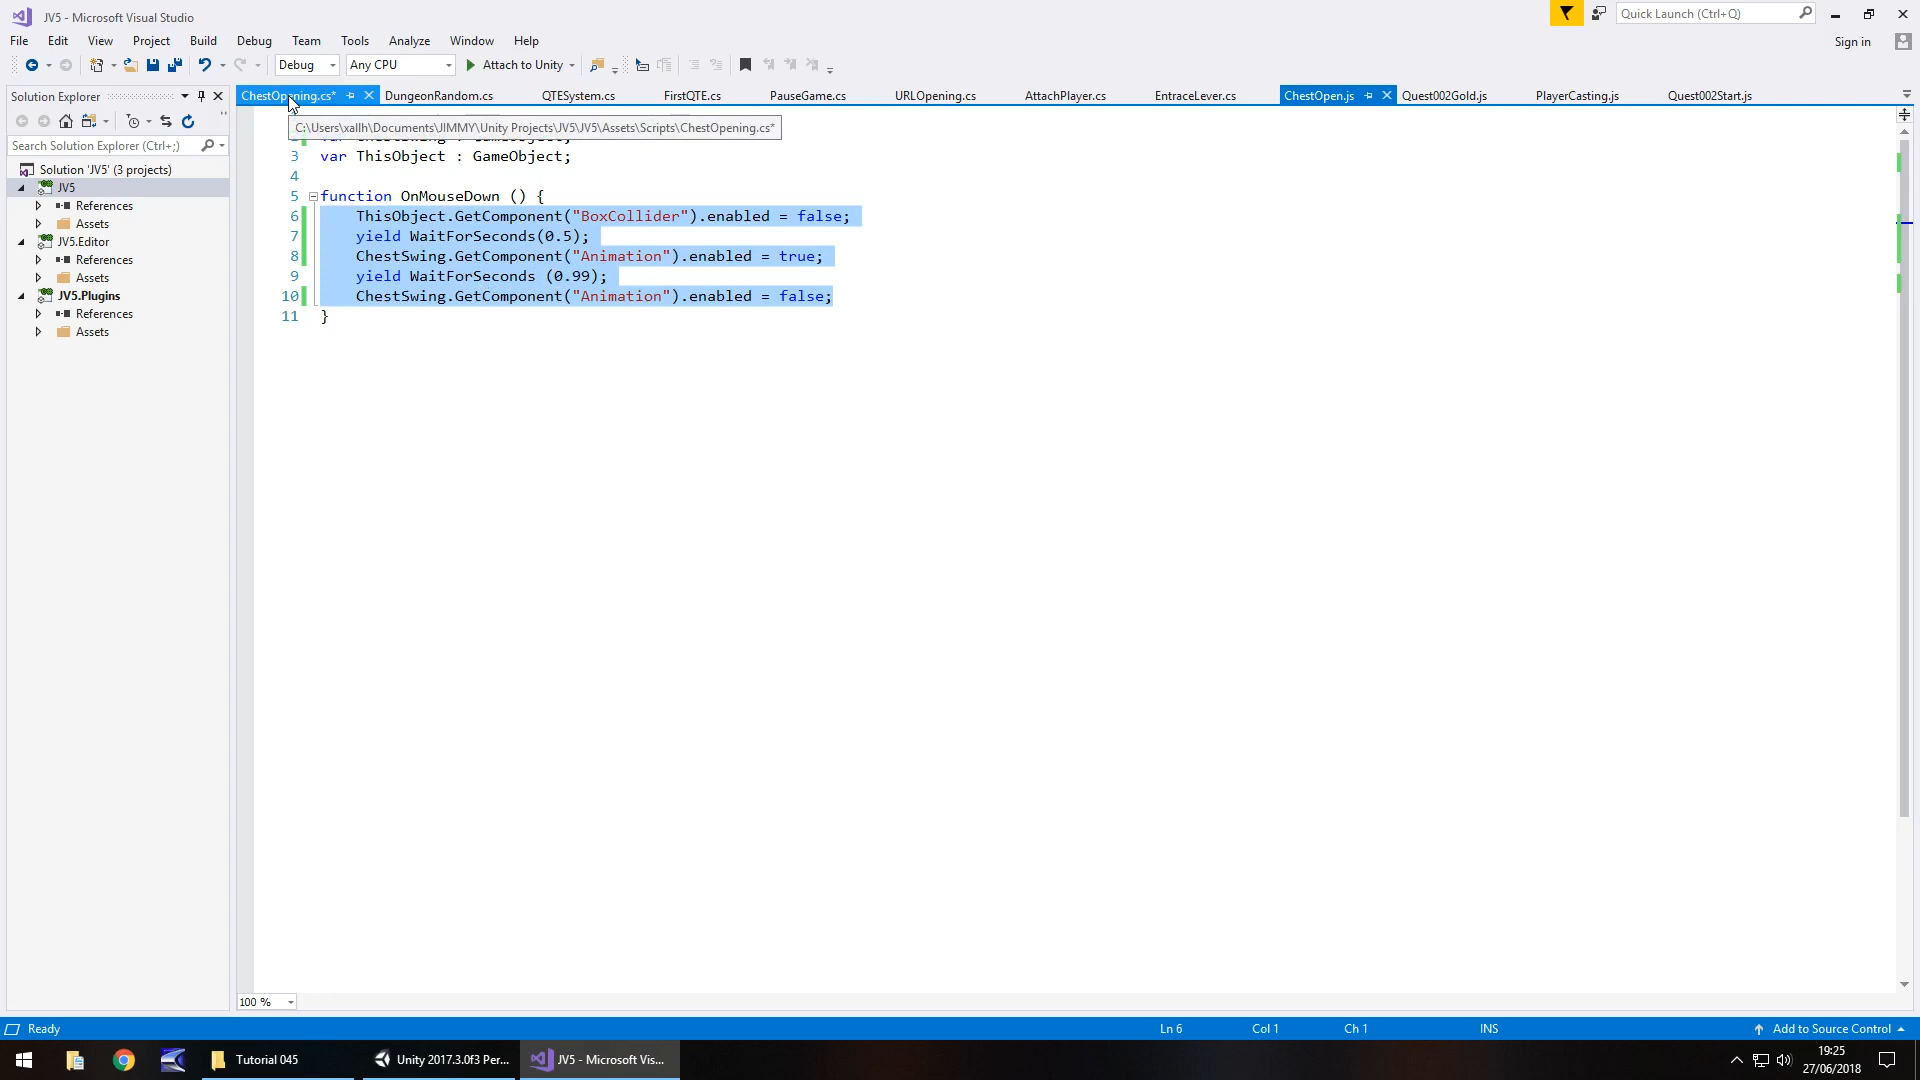 JV5 - Microsoft Visual Studio
Quick Launch (Ctrl+Q)
File Edit View Project Build Debug Team Tools Analyze Window Help
Sign in
Debug Any CPU Attach to Unity
Solution Explorer
ChestOpening.cs* DungeonRandom.cs QTESystem.cs FirstQTE.cs PauseGame.cs URLOpening.cs AttachPlayer.cs EntraceLever.cs ChestOpen.js Quest002Gold.js PlayerCasting.js Quest002Start.js
C:\Users\xallh\Documents\JIMMY\Unity Projects\JV5\JV5\Assets\Scripts\ChestOpening.cs*
Search Solution Explorer (Ctrl+;)
Solution 'JV5' (3 projects)
JV5
References
Assets
JV5.Editor
References
Assets
JV5.Plugins
References
Assets
3 var ThisObject : GameObject;
4
5 function OnMouseDown () {
6 ThisObject.GetComponent("BoxCollider").enabled = false;
7 yield WaitForSeconds(0.5);
8 ChestSwing.GetComponent("Animation").enabled = true;
9 yield WaitForSeconds (0.99);
10 ChestSwing.GetComponent("Animation").enabled = false;
11 }
100 %
Ready Ln 6 Col 1 Ch 1 INS Add to Source Control
Tutorial 045 Unity 2017.3.0f3 Per... JV5 - Microsoft Vis...
19:25
27/06/2018